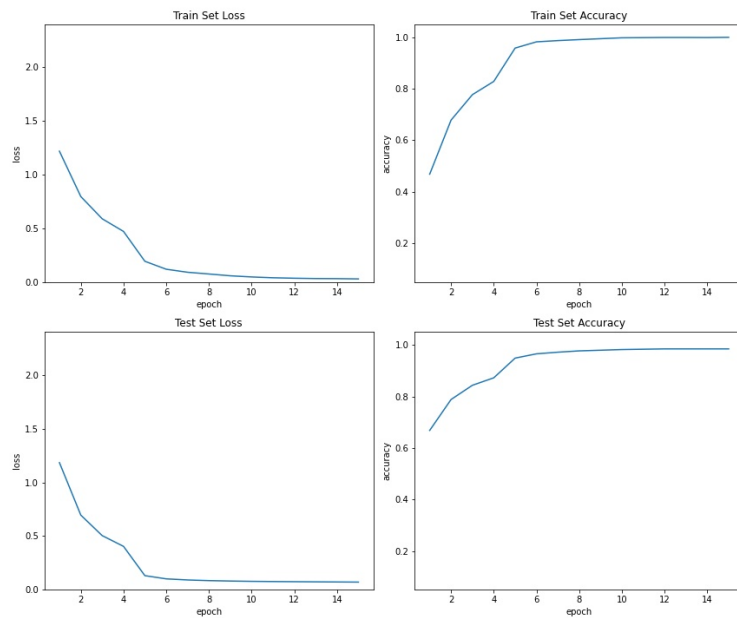 Train Set Loss
Train Set Accuracy
2.0
1.5
1.0
0.5
0.0
loss
2 4 6 8 10 12 14
epoch
1.0
0.8
0.6
0.4
0.2
accuracy
2 4 6 8 10 12 14
epoch
Test Set Loss
Test Set Accuracy
2.0
1.5
1.0
0.5
0.0
loss
2 4 6 8 10 12 14
epoch
1.0
0.8
0.6
0.4
0.2
accuracy
2 4 6 8 10 12 14
epoch